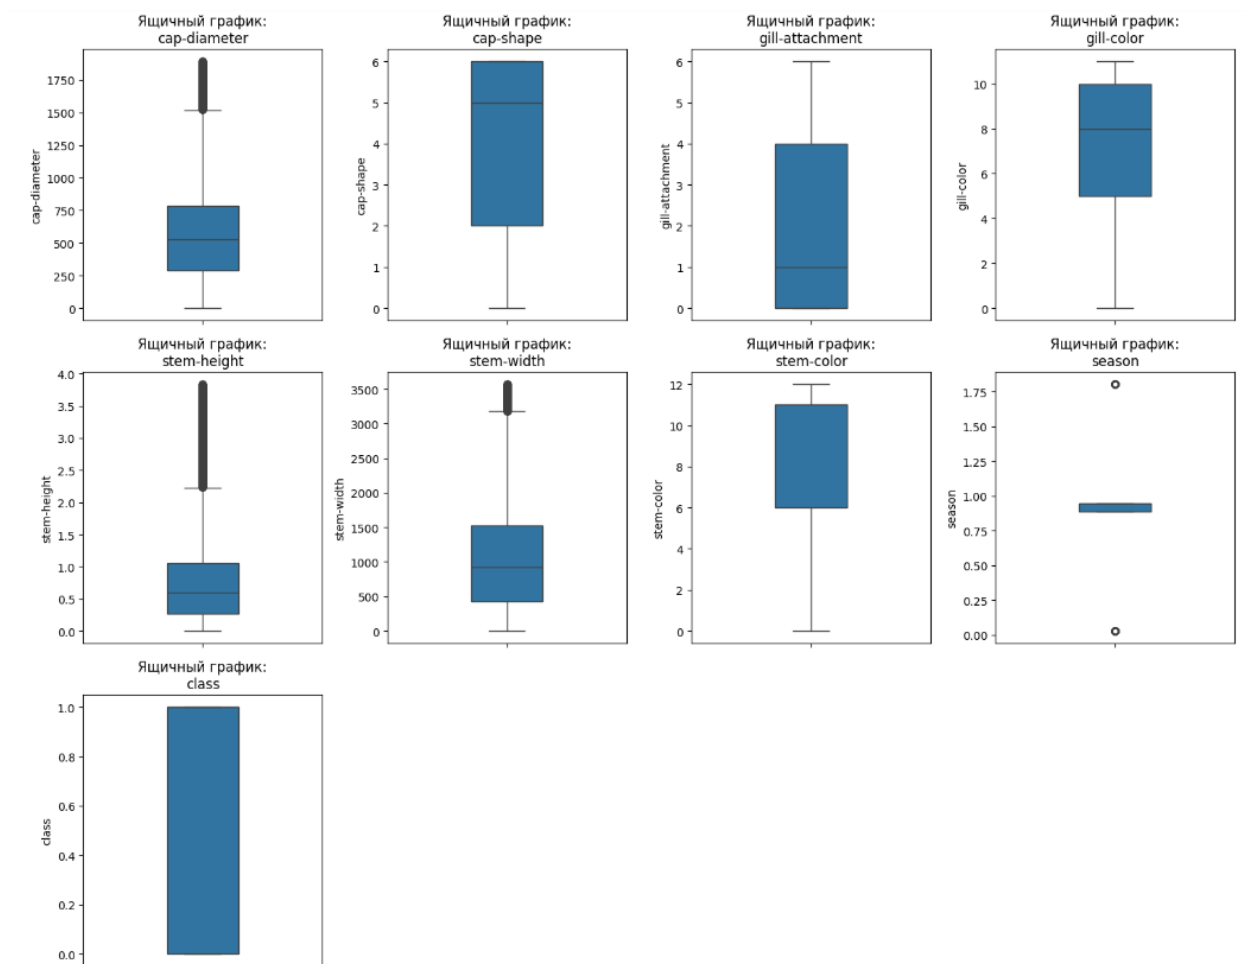 Ящичный график:
cap-diameter
cap-diameter
1750
1500
1250
1000
750
500
250
0
Ящичный график:
cap-shape
cap-shape
6
5
4
3
2
1
0
Ящичный график:
gill-attachment
gill-attachment
6
5
4
3
2
1
0
Ящичный график:
gill-color
gill-color
10
8
6
4
2
0
Ящичный график:
stem-height
stem-height
4.0
3.5
3.0
2.5
2.0
1.5
1.0
0.5
0.0
Ящичный график:
stem-width
stem-width
3500
3000
2500
2000
1500
1000
500
0
Ящичный график:
stem-color
stem-color
12
10
8
6
4
2
0
Ящичный график:
season
season
1.75
1.50
1.25
1.00
0.75
0.50
0.25
0.00
Ящичный график:
class
class
1.0
0.8
0.6
0.4
0.2
0.0